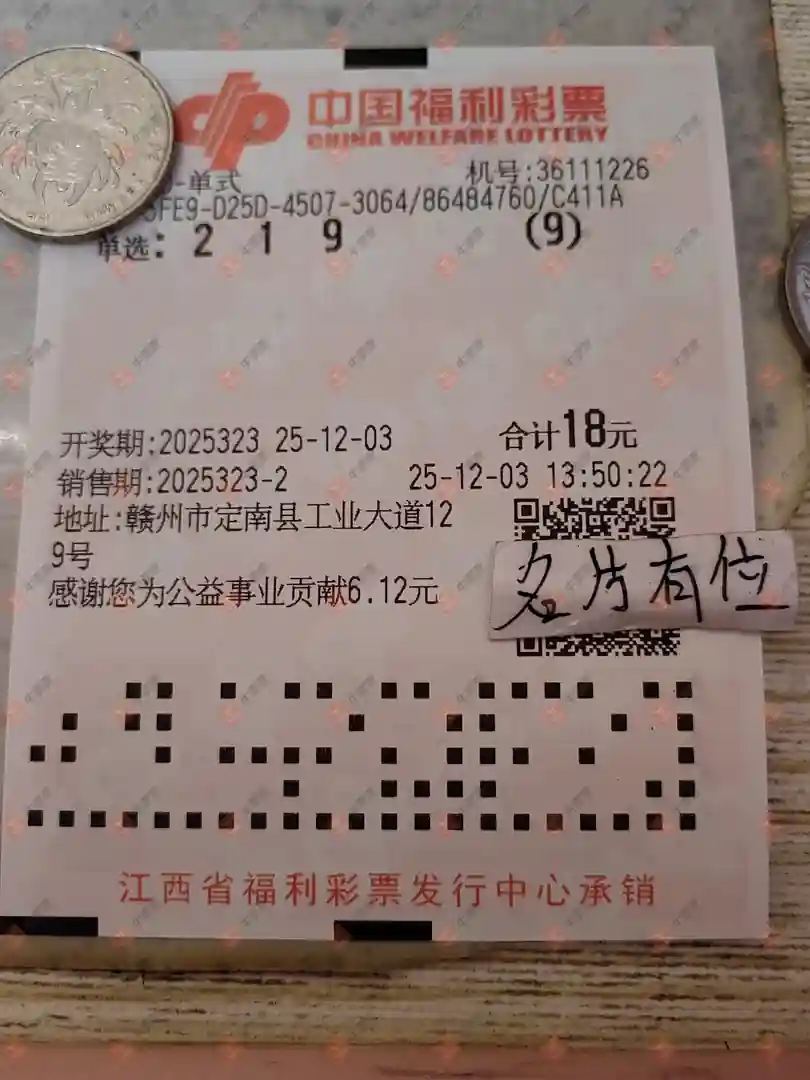 中国福利彩票
CHINA WELFARE LOTTERY
-单式 机号:36111226
5FE9-D25D-4507-3064/86484760/C411A
单选: 2 1 9 (9)
开奖期:2025323 25-12-03 合计18元
销售期:2025323-2 25-12-03 13:50:22
地址:赣州市定南县工业大道12
9号
感谢您为公益事业贡献6.12元
名片有位
江西省福利彩票发行中心承销